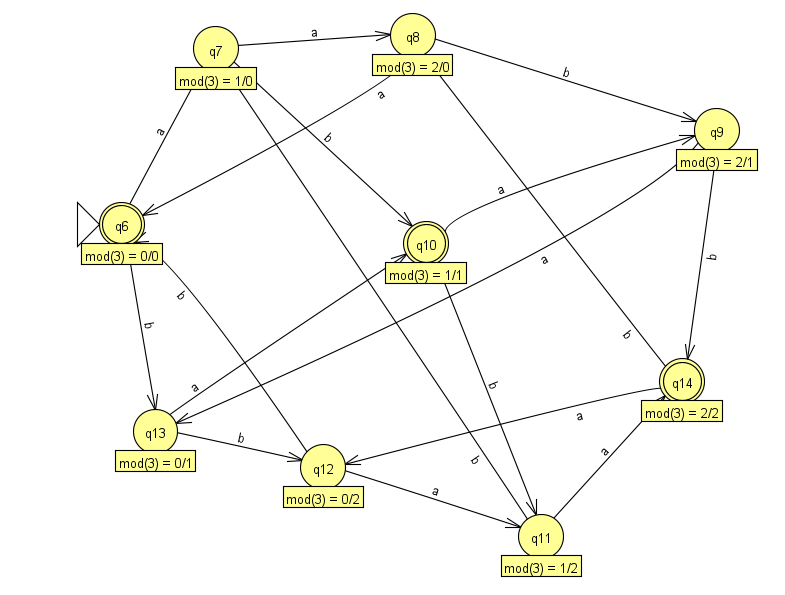 q7
mod(3) = 1/0
a
q8
mod(3) = 2/0
b
q9
mod(3) = 2/1
a
a
b
q6
mod(3) = 0/0
q10
mod(3) = 1/1
a
a
b
b
b
b
a
b
q14
mod(3) = 2/2
q13
mod(3) = 0/1
a
b
q12
mod(3) = 0/2
a
b
a
q11
mod(3) = 1/2